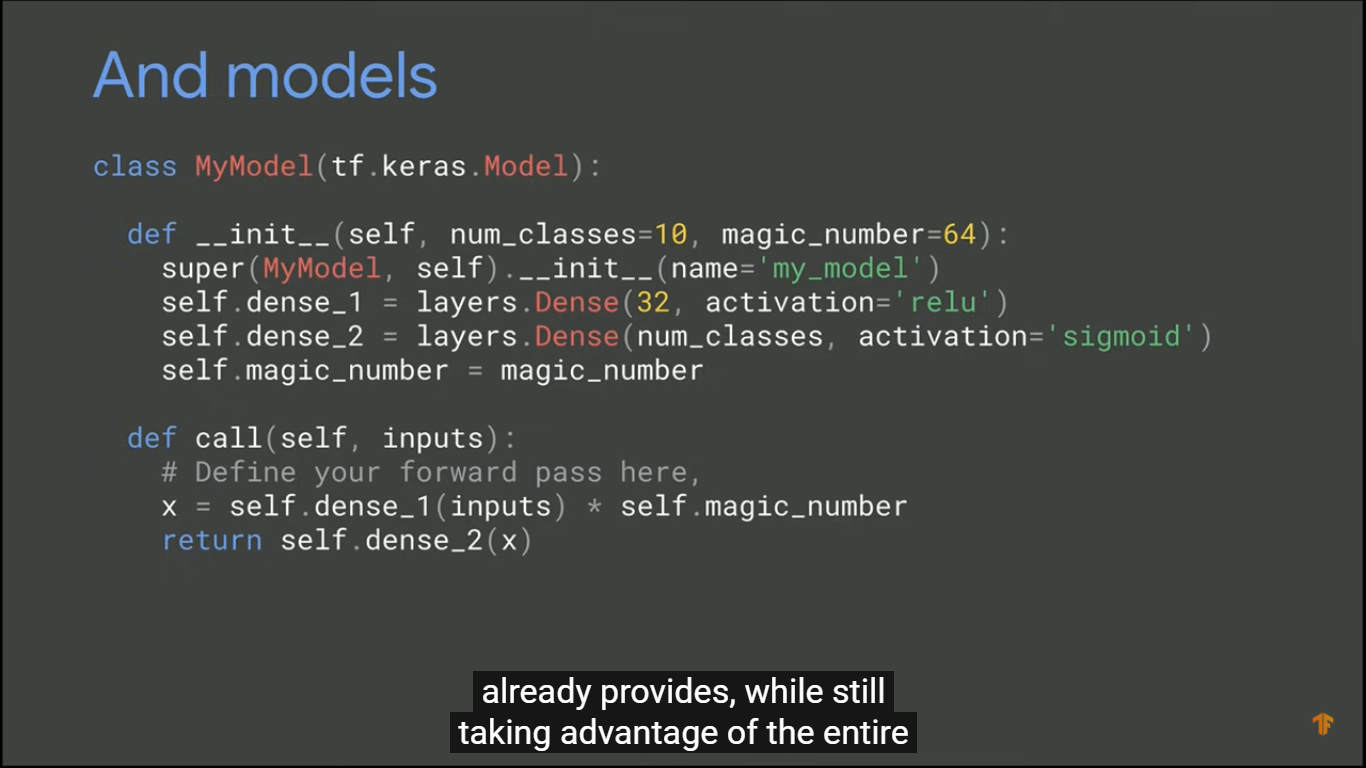 And models
class MyModel(tf.keras.Model):
def __init__(self, num_classes=10, magic_number=64):
super(MyModel, self).__init__(name='my_model')
self.dense_1 = layers.Dense(32, activation='relu')
self.dense_2 = layers.Dense(num_classes, activation='sigmoid')
self.magic_number = magic_number
def call(self, inputs):
# Define your forward pass here,
x = self.dense_1(inputs) * self.magic_number
return self.dense_2(x)
already provides, while still
taking advantage of the entire